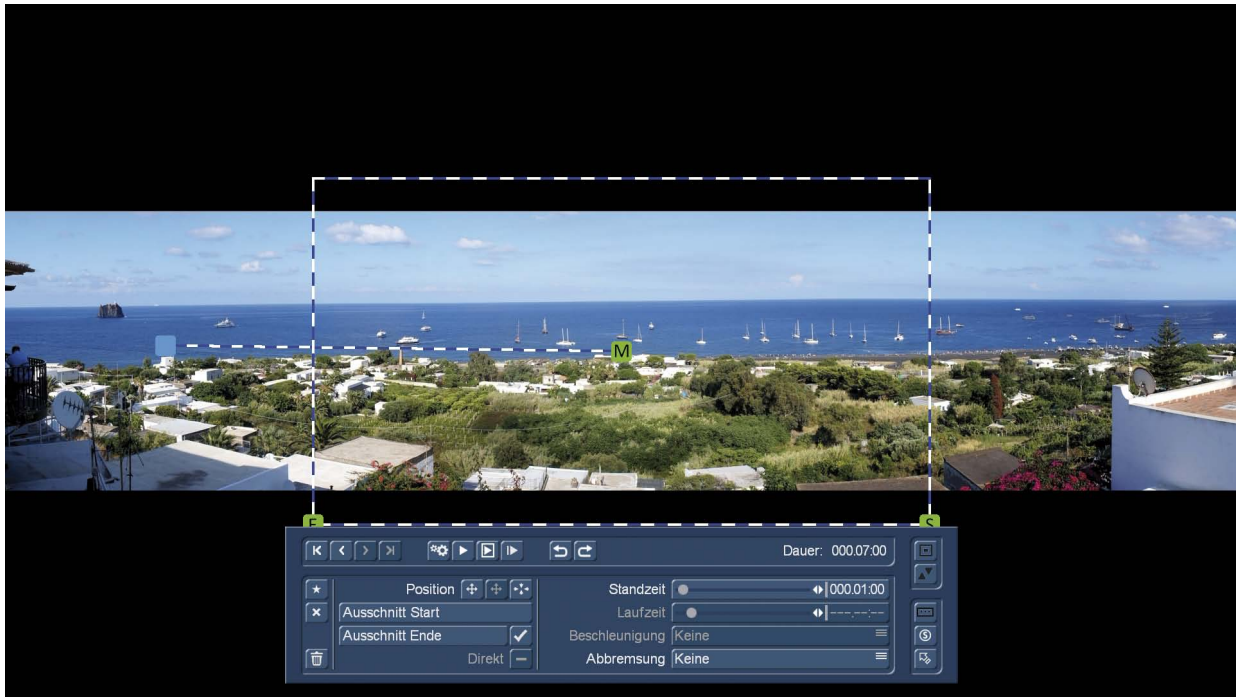 M
F S
Dauer: 000.07:00
Position Standzeit 000.01:00
Ausschnitt Start Laufzeit ---.--:--
Ausschnitt Ende Beschleunigung Keine
Direkt Abbremsung Keine
S